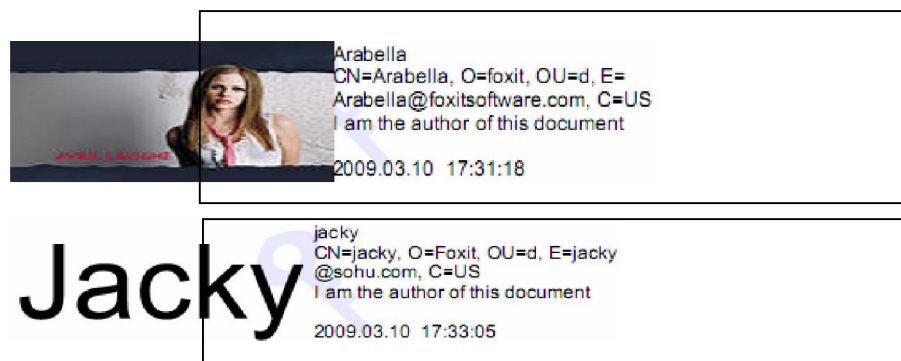 Arabella
CN=Arabella, O=foxit, OU=d, E=
Arabella@foxitsoftware.com, C=US
I am the author of this document
2009.03.10 17:31:18
AVRIL LAVIGNE
Jacky
jacky
CN=jacky, O=Foxit, OU=d, E=jacky
@sohu.com, C=US
I am the author of this document
2009.03.10 17:33:05